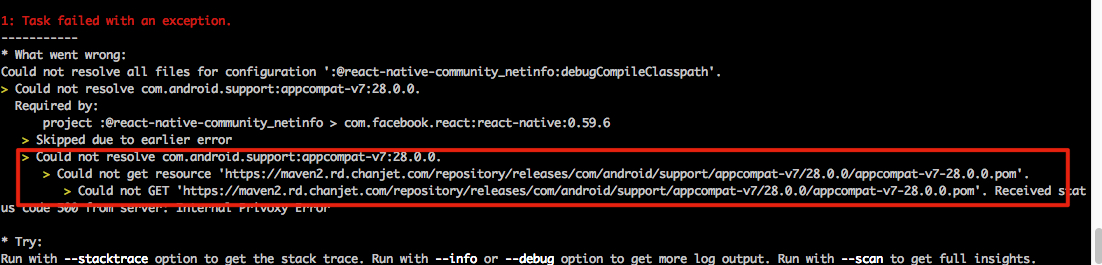 1: Task failed with an exception.
-----------
* What went wrong:
Could not resolve all files for configuration ':@react-native-community_netinfo:debugCompileClasspath'.
> Could not resolve com.android.support:appcompat-v7:28.0.0.
Required by:
project :@react-native-community_netinfo > com.facebook.react:react-native:0.59.6
> Skipped due to earlier error
> Could not resolve com.android.support:appcompat-v7:28.0.0.
> Could not get resource 'https://maven2.rd.chanjet.com/repository/releases/com/android/support/appcompat-v7/28.0.0/appcompat-v7-28.0.0.pom'.
> Could not GET 'https://maven2.rd.chanjet.com/repository/releases/com/android/support/appcompat-v7/28.0.0/appcompat-v7-28.0.0.pom'. Received stat
us code 500 from server: Internal Privoxy Error
* Try:
Run with --stacktrace option to get the stack trace. Run with --info or --debug option to get more log output. Run with --scan to get full insights.